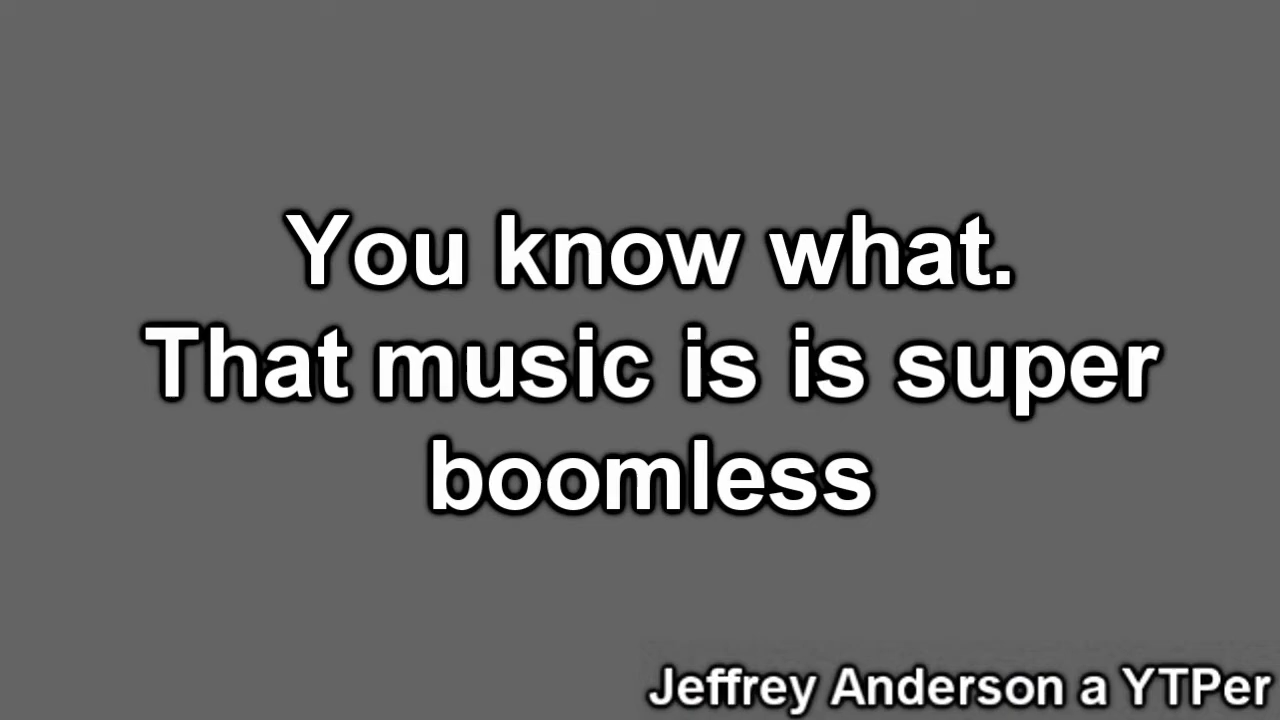 You know what.
That music is is super
boomless
Jeffrey Anderson a YTPer